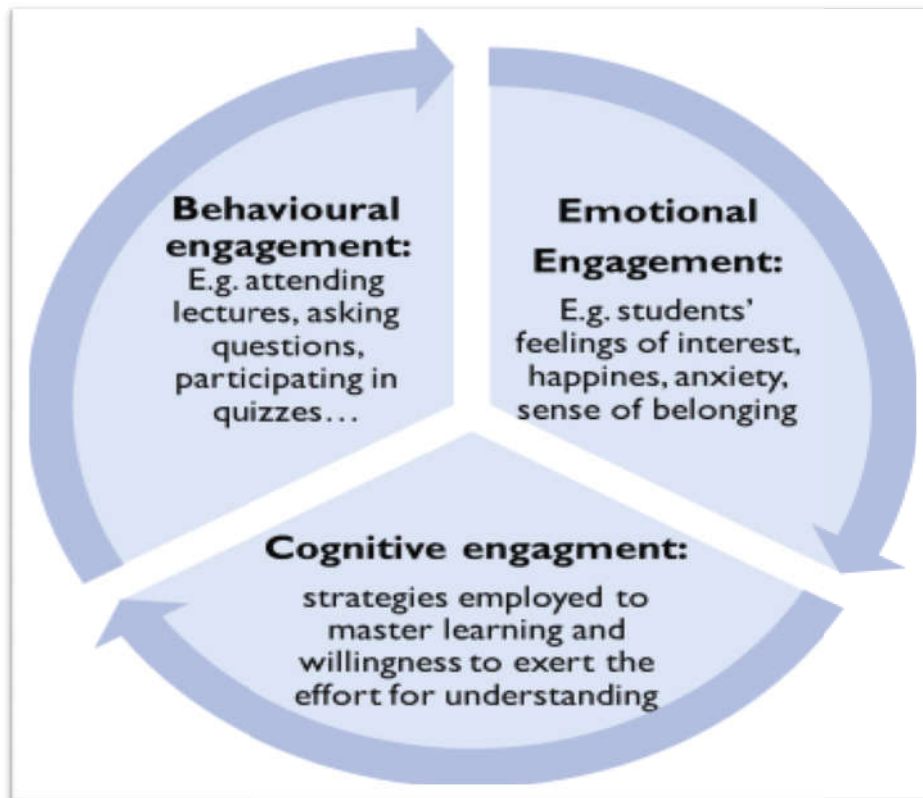 Behavioural
engagement:
E.g. attending
lectures, asking
questions,
participating in
quizzes...
Emotional
Engagement:
E.g. students'
feelings of interest,
happines, anxiety,
sense of belonging
Cognitive engagment:
strategies employed to
master learning and
willingness to exert the
effort for understanding